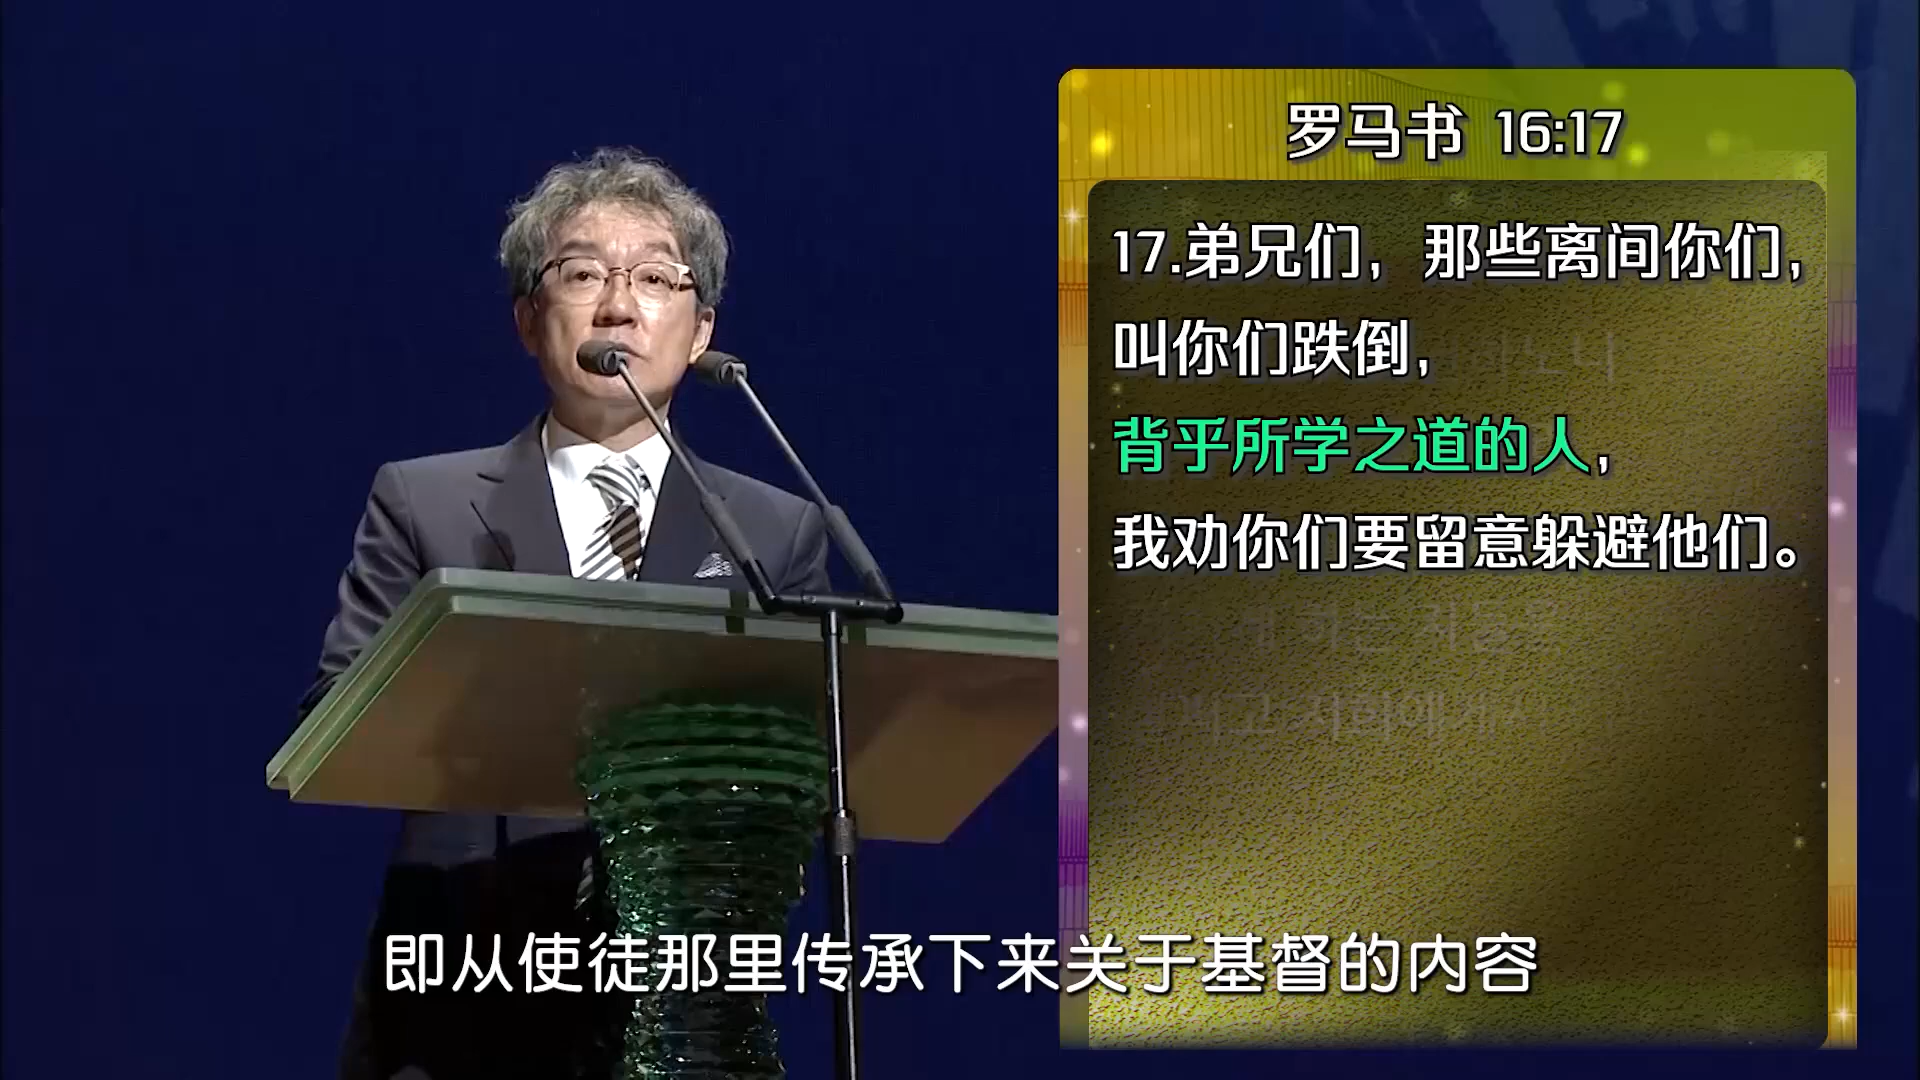 罗马书 16:17
17.弟兄们，那些离间你们，
叫你们跌倒，
背乎所学之道的人，
我劝你们要留意躲避他们。
即从使徒那里传承下来关于基督的内容